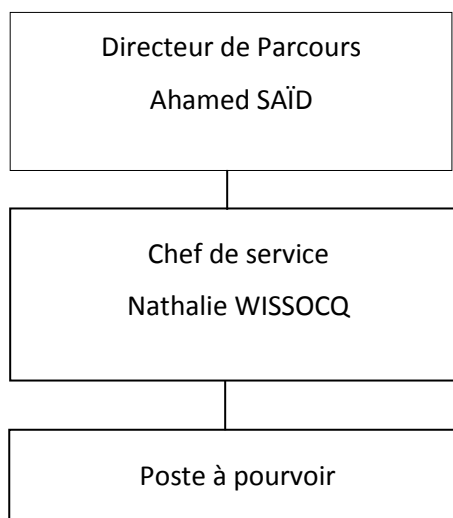 Directeur de Parcours
Ahamed SAÏD
Chef de service
Nathalie WISSOCQ
Poste à pourvoir